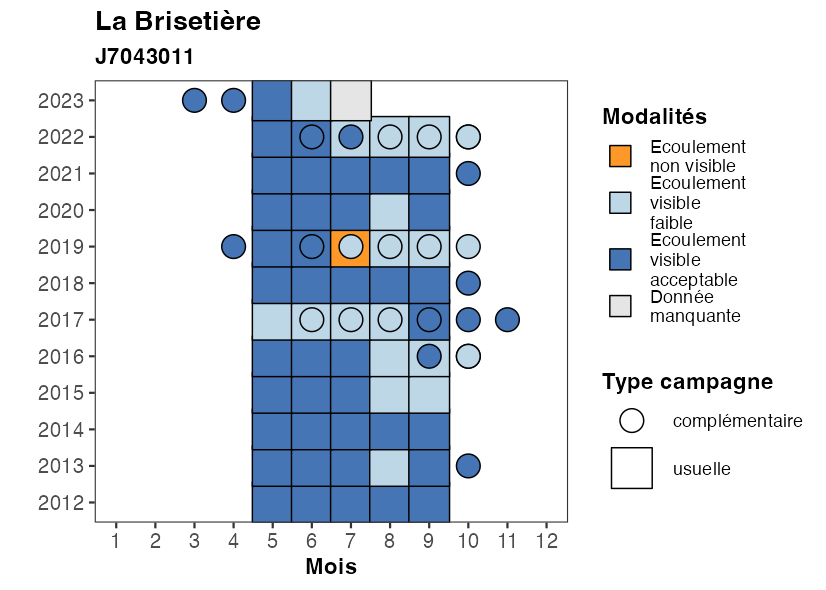 La Brisetière
J7043011
2023
2022
2021
2020
2019
2018
2017
2016
2015
2014
2013
2012
1 2 3 4 5 6 7 8 9 10 11 12
Mois
Modalités
Ecoulement
non visible
Ecoulement
visible
faible
Ecoulement
visible
acceptable
Donnée
manquante
Type campagne
complémentaire
usuelle